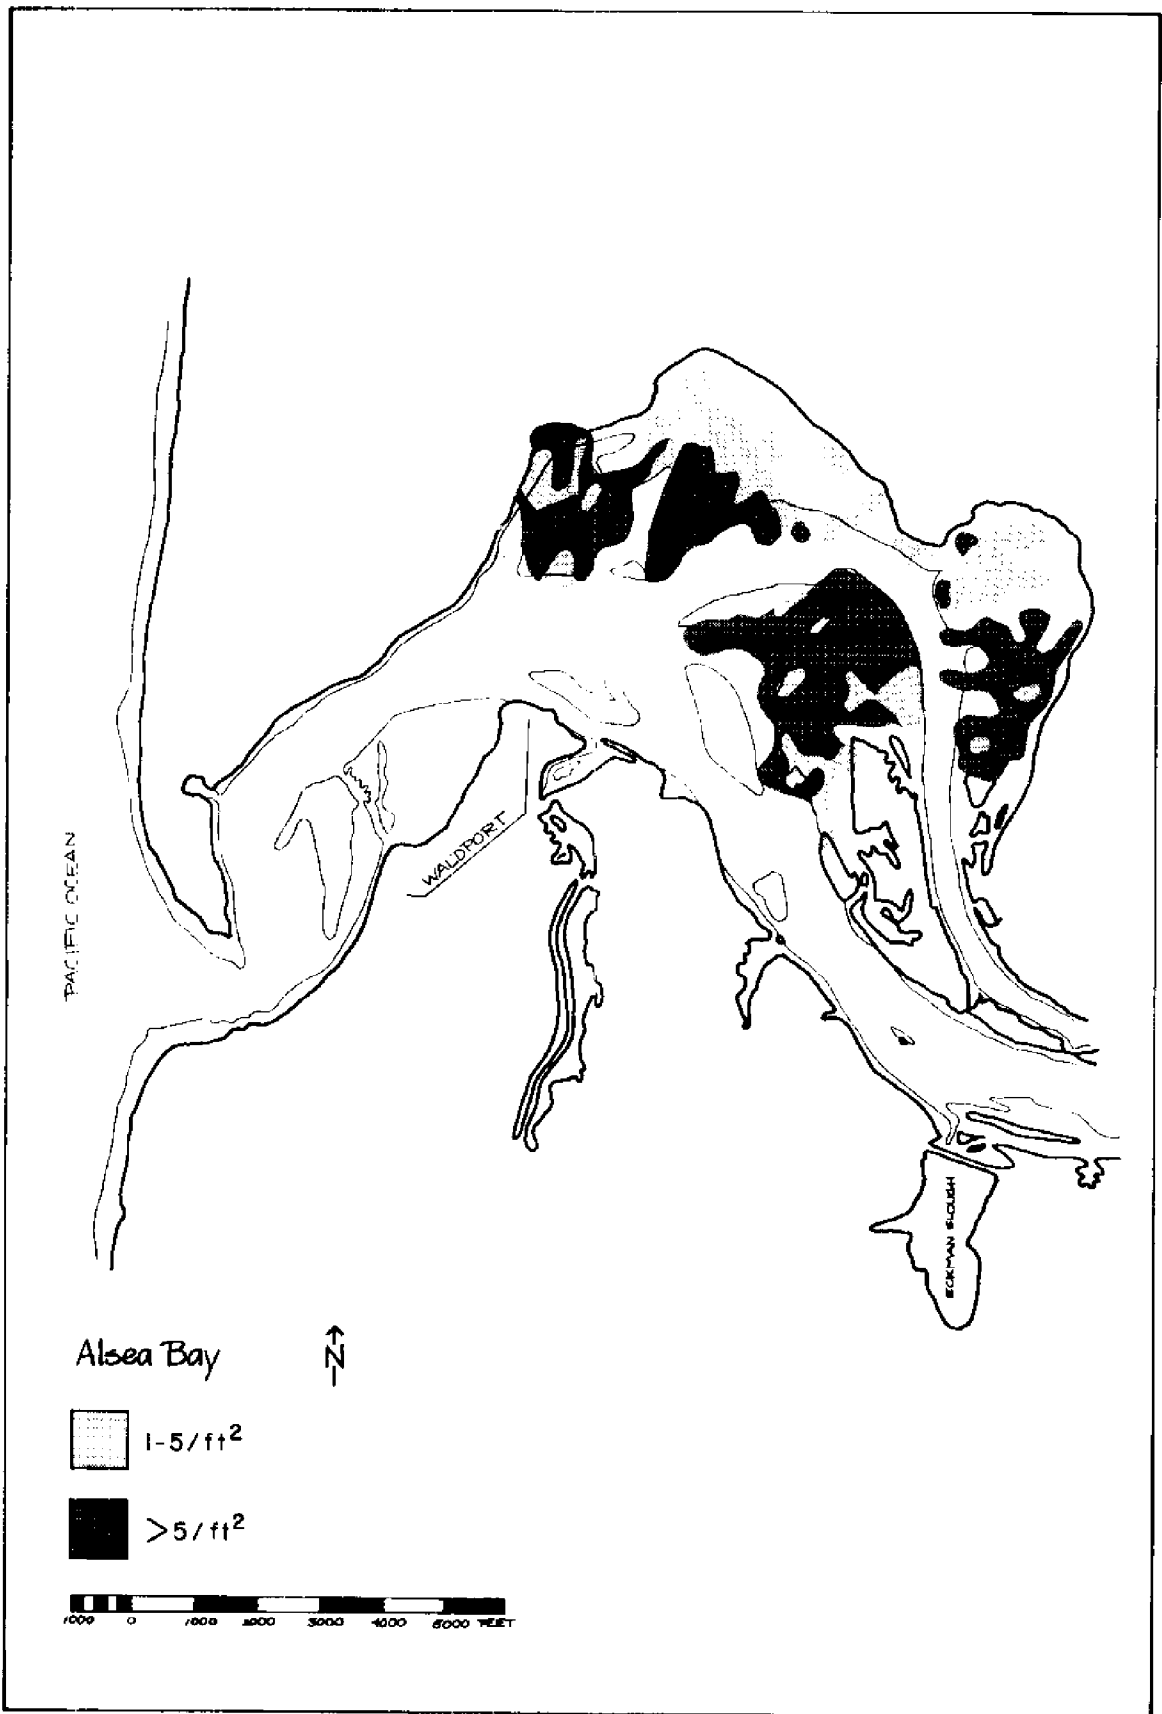 PACIFIC OCEAN
WALDPORT
ECKMAN SLOUGH
Alsea Bay
N
1-5/ft²
>5/ft²
1000 0 1000 2000 3000 4000 5000 FEET